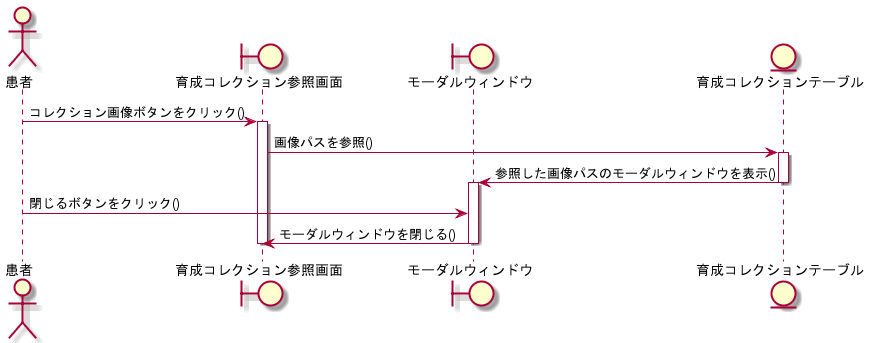 患者
育成コレクション参照画面
モーダルウィンドウ
育成コレクションテーブル
コレクション画像ボタンをクリック()
画像パスを参照()
参照した画像パスのモーダルウィンドウを表示()
閉じるボタンをクリック()
モーダルウィンドウを閉じる()
患者
育成コレクション参照画面
モーダルウィンドウ
育成コレクションテーブル